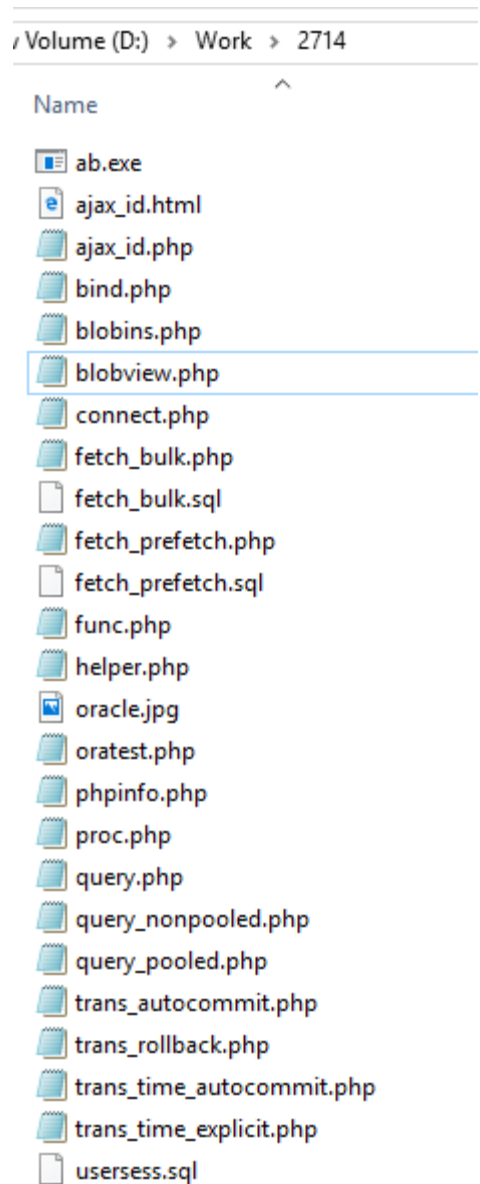 Volume (D:) > Work > 2714
Name
ab.exe
ajax_id.html
ajax_id.php
bind.php
blobins.php
blobview.php
connect.php
fetch_bulk.php
fetch_bulk.sql
fetch_prefetch.php
fetch_prefetch.sql
func.php
helper.php
oracle.jpg
oratest.php
phpinfo.php
proc.php
query.php
query_nonpooled.php
query_pooled.php
trans_autocommit.php
trans_rollback.php
trans_time_autocommit.php
trans_time_explicit.php
usersess.sql